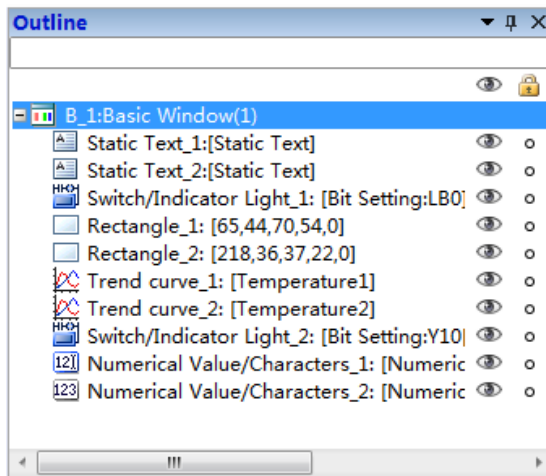 Outline
B_1:Basic Window(1)
Static Text_1:[Static Text]
Static Text_2:[Static Text]
Switch/Indicator Light_1: [Bit Setting:LB0]
Rectangle_1: [65,44,70,54,0]
Rectangle_2: [218,36,37,22,0]
Trend curve_1: [Temperature1]
Trend curve_2: [Temperature2]
Switch/Indicator Light_2: [Bit Setting:Y10]
Numerical Value/Characters_1: [Numeric
Numerical Value/Characters_2: [Numeric